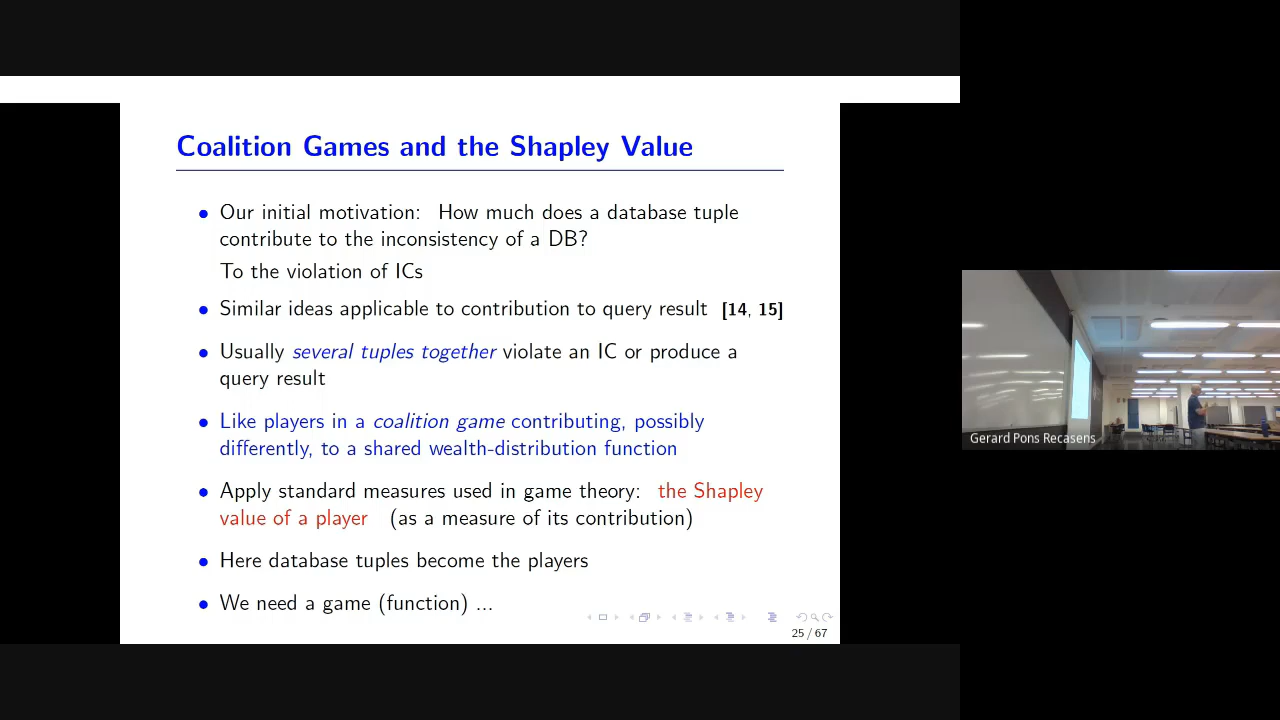 Coalition Games and the Shapley Value
• Our initial motivation: How much does a database tuple
contribute to the inconsistency of a DB?
To the violation of ICs
• Similar ideas applicable to contribution to query result [14, 15]
• Usually several tuples together violate an IC or produce a
query result
• Like players in a coalition game contributing, possibly
differently, to a shared wealth-distribution function
• Apply standard measures used in game theory: the Shapley
value of a player (as a measure of its contribution)
• Here database tuples become the players
• We need a game (function) ...
25 / 67
Gerard Pons Recasens